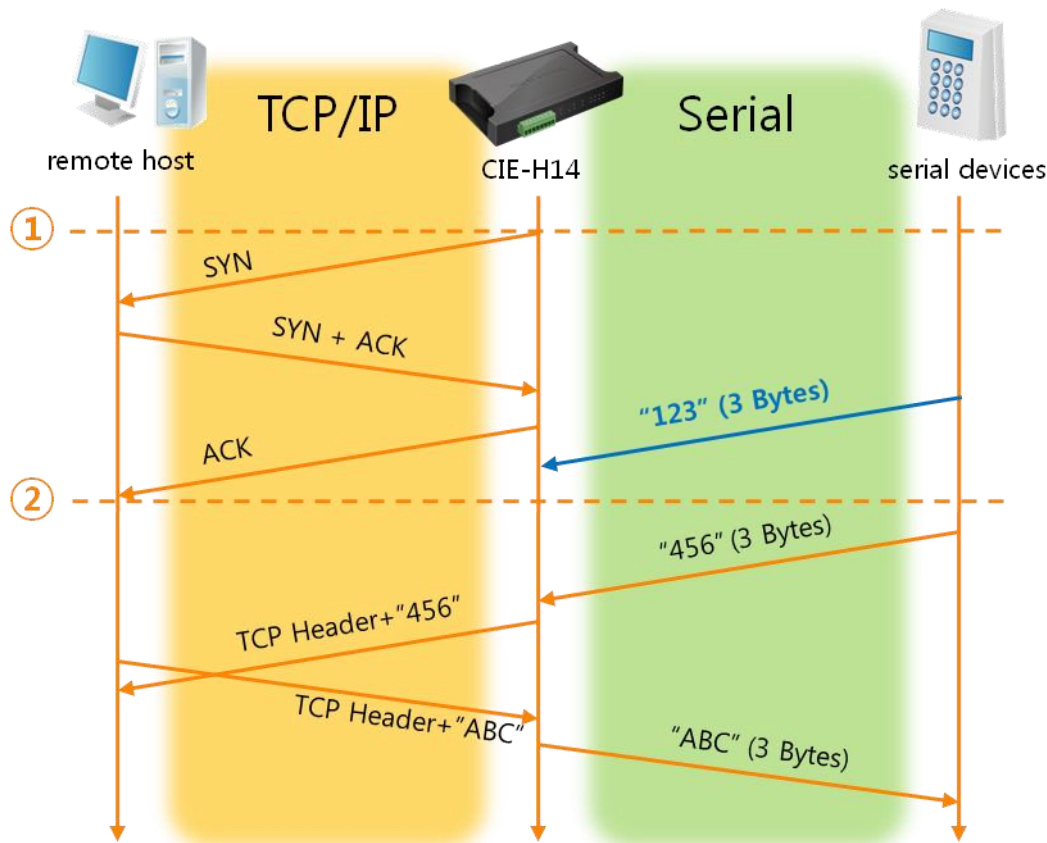 TCP/IP
Serial
remote host
CIE-H14
serial devices
①
SYN
SYN + ACK
“123” (3 Bytes)
ACK
②
“456” (3 Bytes)
TCP Header+“456”
TCP Header+“ABC”
“ABC” (3 Bytes)